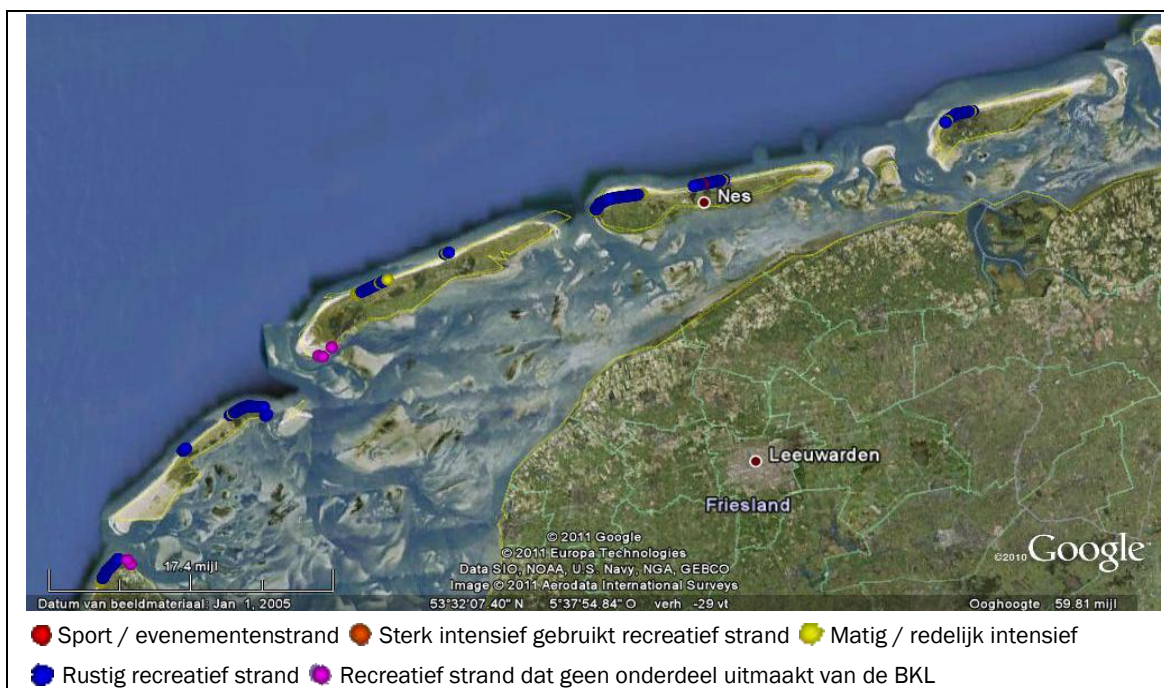 Nes
Leeuwarden
Friesland
© 2011 Google
© 2011 Europa Technologies
Data SIO, NOAA, U.S. Navy, NGA, GEBCO
Image © 2011 Aerodata International Surveys
©2010 Google
17.4 mijl
Datum van beeldmateriaal: Jan 1, 2005 53°32'07.40" N 5°37'54.84" O verh -29 vt Ooghoogte 59.81 mijl
Sport / evenementenstrand Sterk intensief gebruikt recreatief strand Matig / redelijk intensief
Rustig recreatief strand Recreatief strand dat geen onderdeel uitmaakt van de BKL